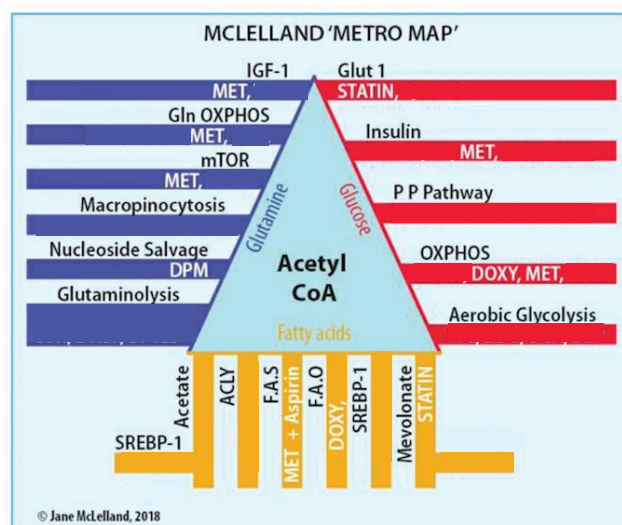 MCLELLAND 'METRO MAP'
IGF-1
MET,
Gln OXPHOS
MET,
mTOR
MET,
Macropinocytosis
Nucleoside Salvage
DPM
Glutaminolysis
Glut 1
STATIN,
Insulin
MET,
P P Pathway
OXPHOS
DOXY, MET,
Aerobic Glycolysis
Glutamine
Glucose
Acetyl
CoA
Fatty acids
Acetate
ACLY
F.A.S
MET + Aspirin
F.A.O
DOXY,
SREBP-1
Mevolonate
STATIN
SREBP-1
© Jane McLelland, 2018